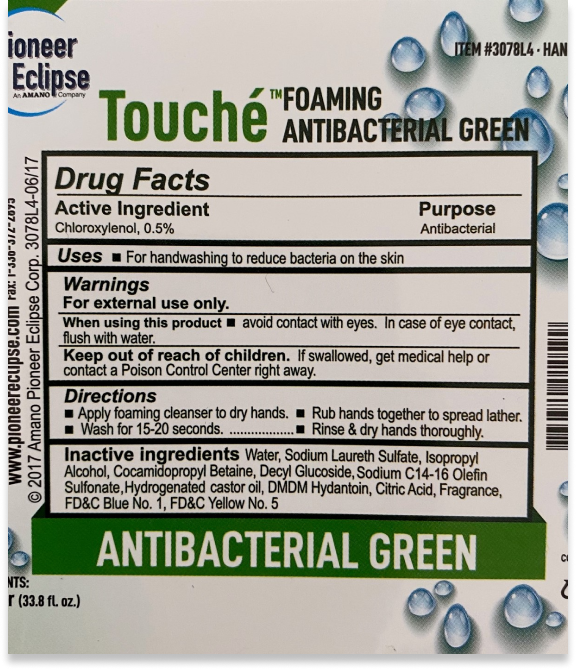 Eclipse
An AMANO Company
ITEM #3078L4 · HAN
Touché™ FOAMING
ANTIBACTERIAL GREEN
Drug Facts
Active Ingredient Purpose
Chloroxylenol, 0.5% Antibacterial
Uses ■ For handwashing to reduce bacteria on the skin
Warnings
For external use only.
When using this product ■ avoid contact with eyes. In case of eye contact,
flush with water.
Keep out of reach of children. If swallowed, get medical help or
contact a Poison Control Center right away.
Directions
■ Apply foaming cleanser to dry hands. ■ Rub hands together to spread lather.
■ Wash for 15-20 seconds. .................. ■ Rinse & dry hands thoroughly.
Inactive ingredients Water, Sodium Laureth Sulfate, Isopropyl
Alcohol, Cocamidopropyl Betaine, Decyl Glucoside, Sodium C14-16 Olefin
Sulfonate, Hydrogenated castor oil, DMDM Hydantoin, Citric Acid, Fragrance,
FD&C Blue No. 1, FD&C Yellow No. 5
ANTIBACTERIAL GREEN
NTS:
(33.8 fl. oz.)
www.pioneereclipse.com
© 2017 Amano Pioneer Eclipse Corp. 3078L4-06/17